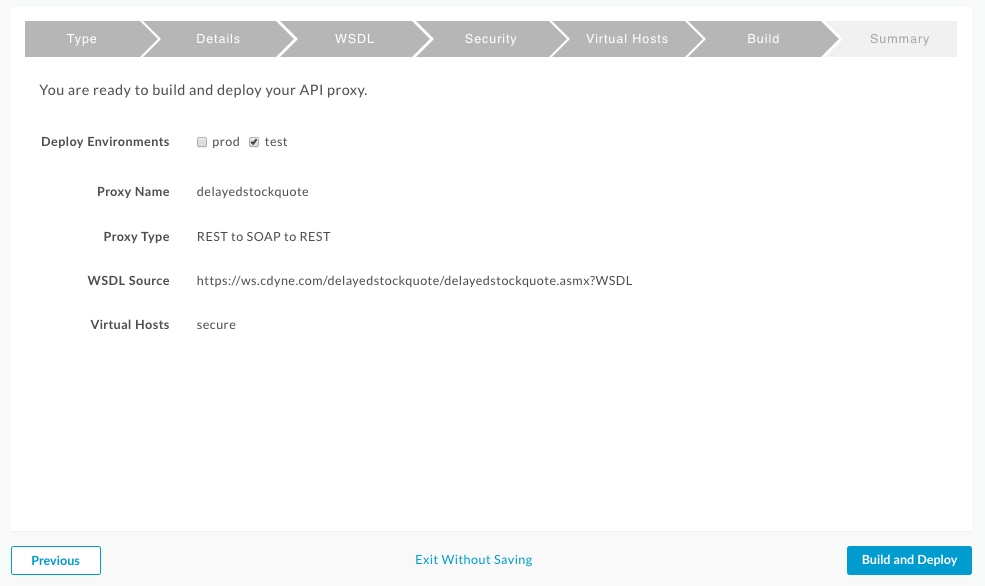 Type Details WSDL Security Virtual Hosts Build Summary
You are ready to build and deploy your API proxy.
Deploy Environments prod test
Proxy Name delayedstockquote
Proxy Type REST to SOAP to REST
WSDL Source https://ws.cdyne.com/delayedstockquote/delayedstockquote.asmx?WSDL
Virtual Hosts secure
Previous Exit Without Saving Build and Deploy